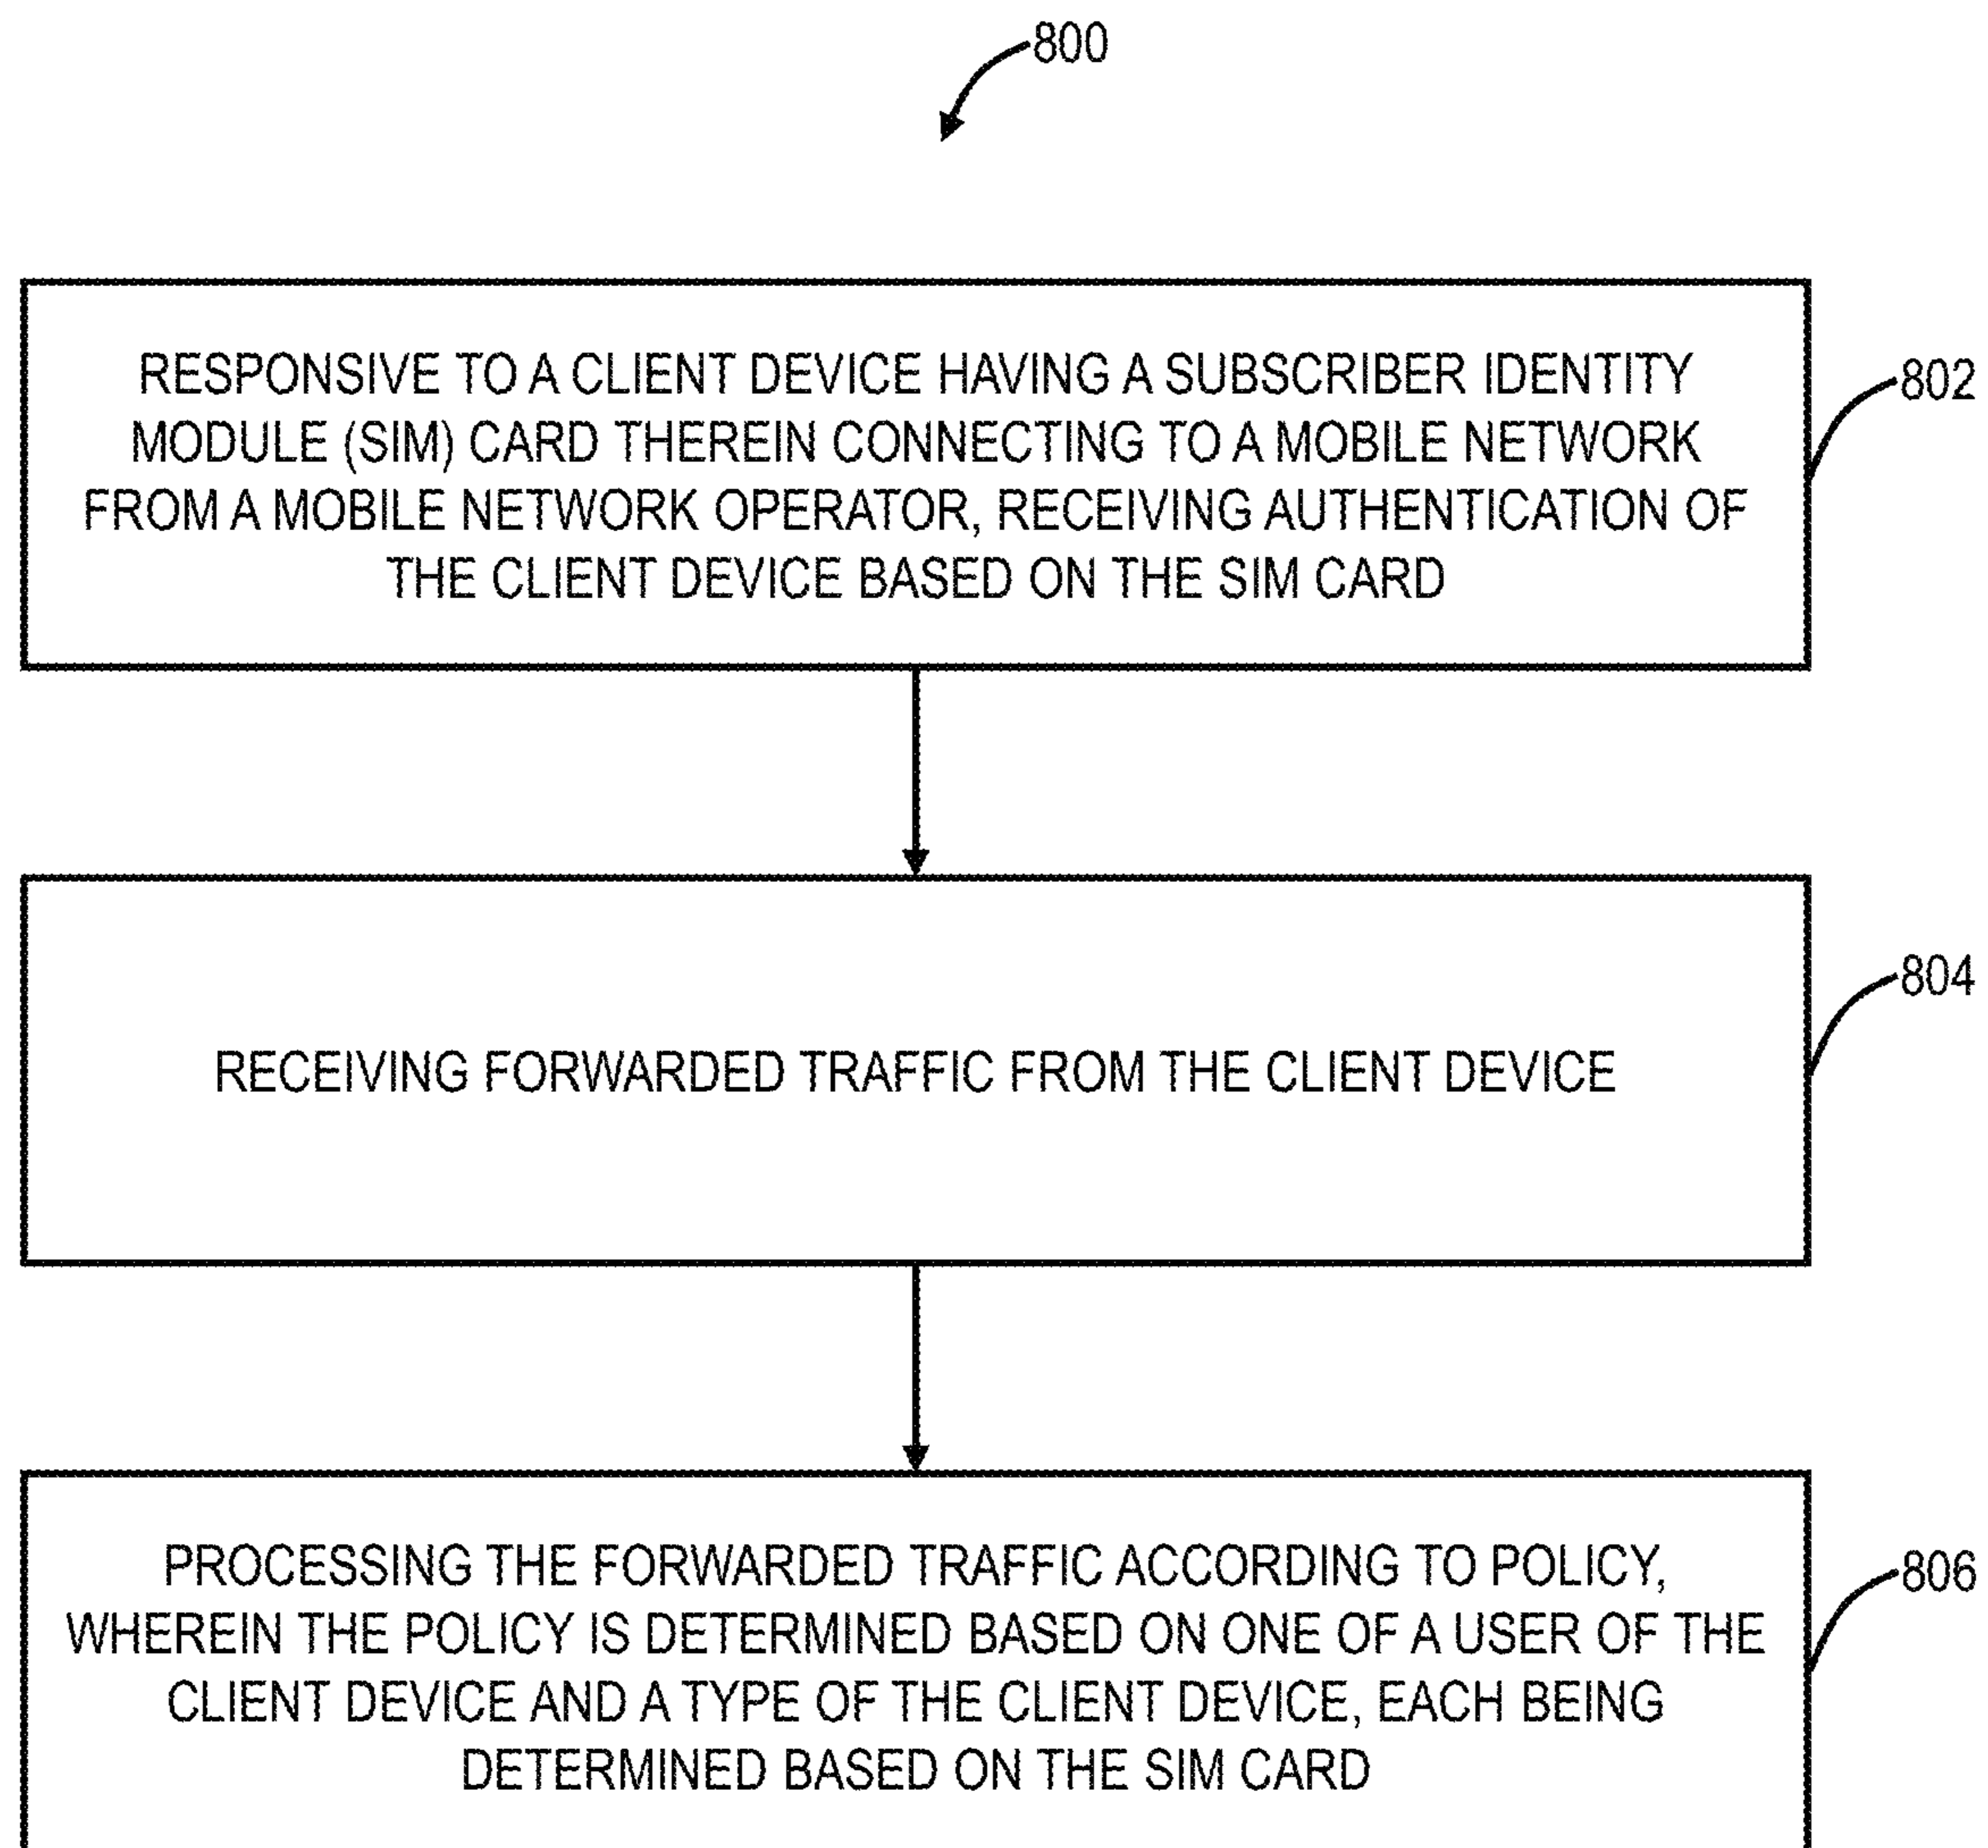 800
RESPONSIVE TO A CLIENT DEVICE HAVING A SUBSCRIBER IDENTITY
MODULE (SIM) CARD THEREIN CONNECTING TO A MOBILE NETWORK
FROM A MOBILE NETWORK OPERATOR, RECEIVING AUTHENTICATION OF
THE CLIENT DEVICE BASED ON THE SIM CARD
802
RECEIVING FORWARDED TRAFFIC FROM THE CLIENT DEVICE
804
PROCESSING THE FORWARDED TRAFFIC ACCORDING TO POLICY,
WHEREIN THE POLICY IS DETERMINED BASED ON ONE OF A USER OF THE
CLIENT DEVICE AND A TYPE OF THE CLIENT DEVICE, EACH BEING
DETERMINED BASED ON THE SIM CARD
806